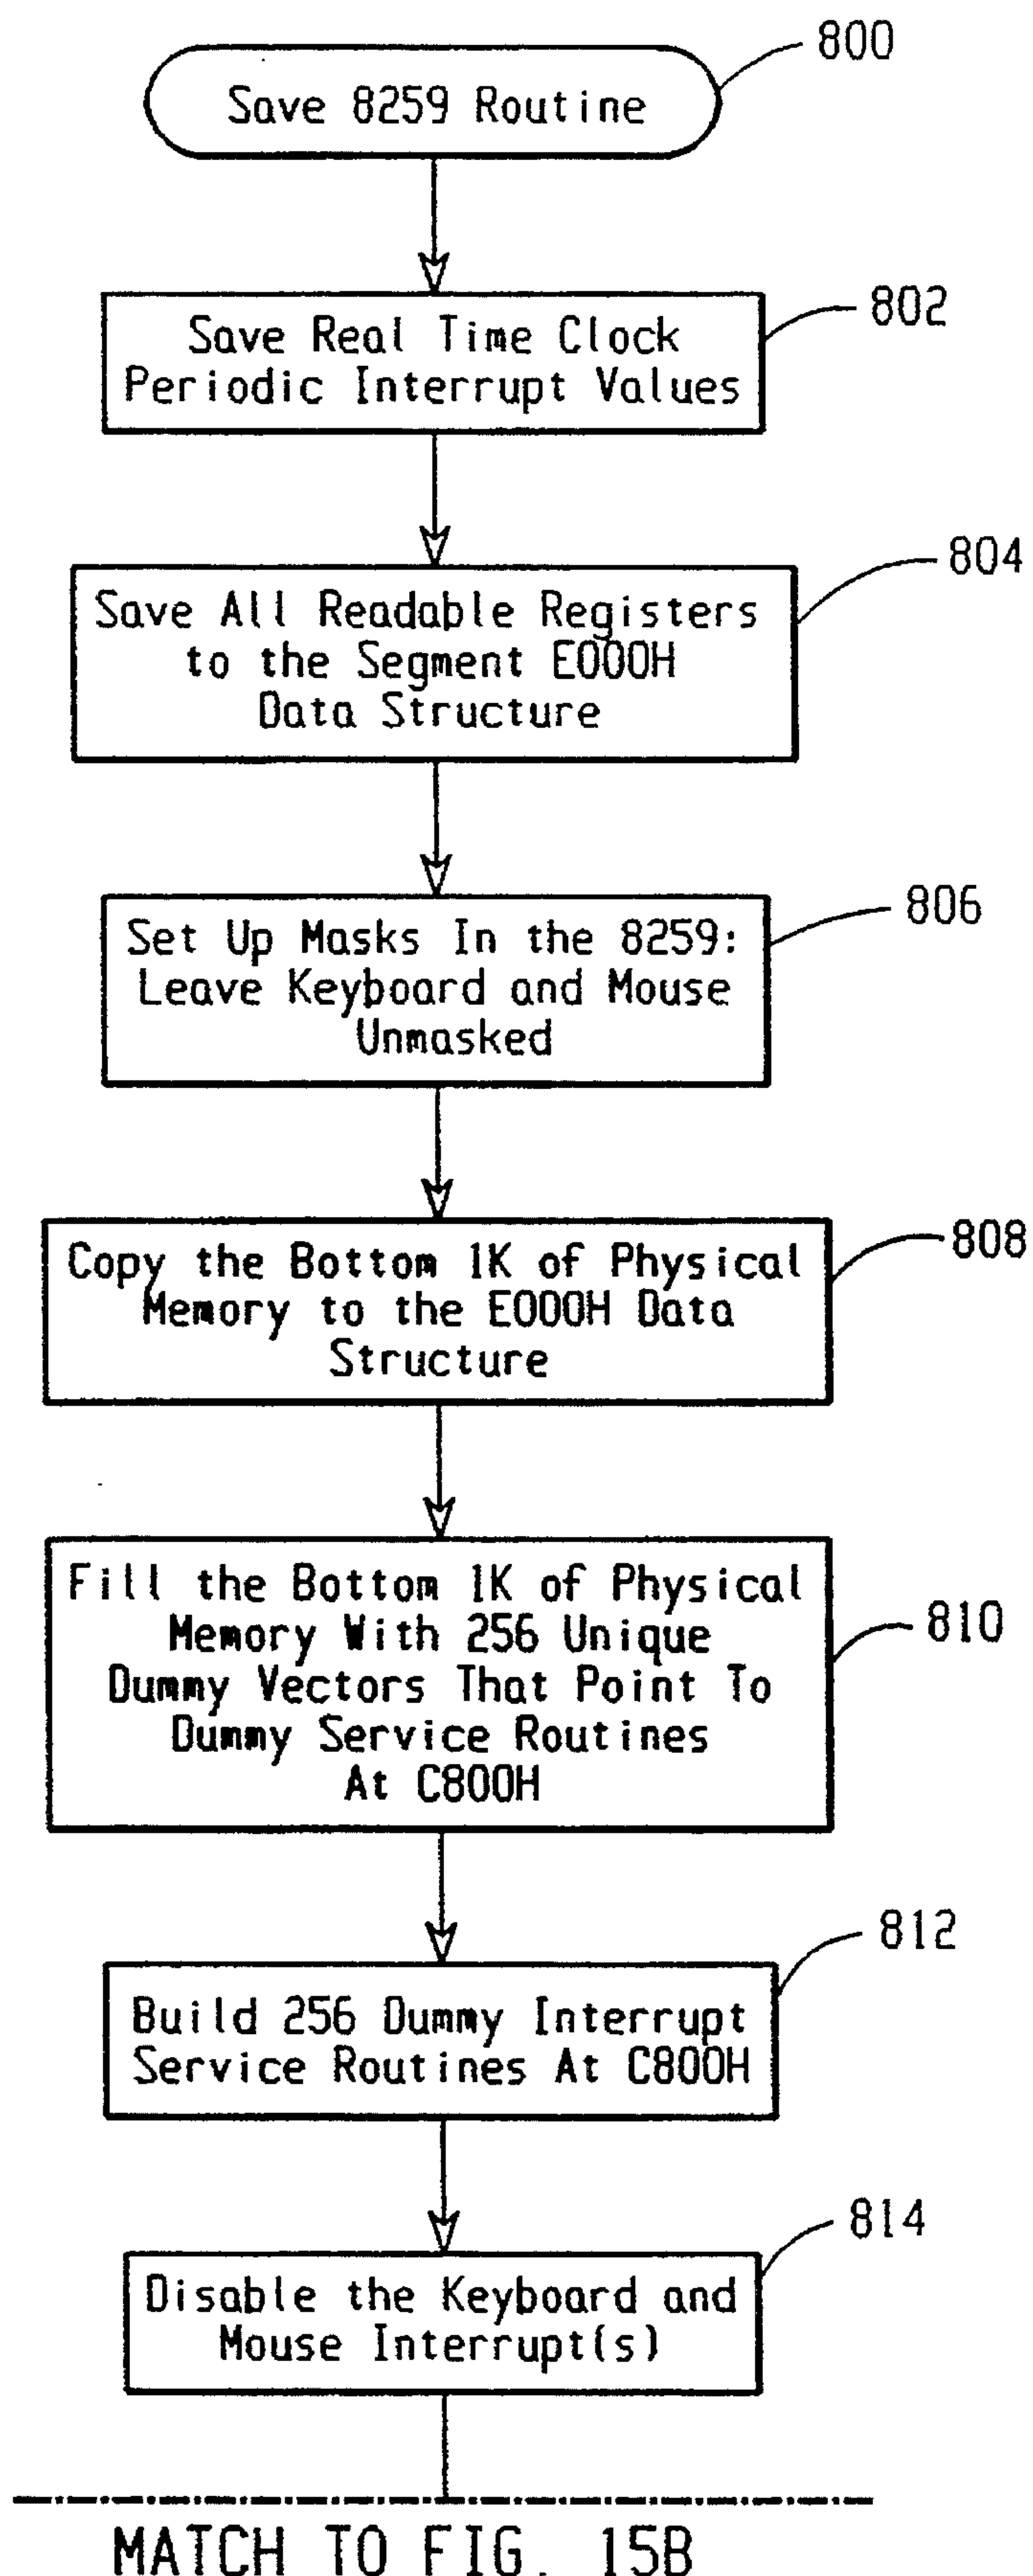 800
Save 8259 Routine
802
Save Real Time Clock
Periodic Interrupt Values
804
Save All Readable Registers
to the Segment E000H
Data Structure
806
Set Up Masks In the 8259:
Leave Keyboard and Mouse
Unmasked
808
Copy the Bottom 1K of Physical
Memory to the E000H Data
Structure
810
Fill the Bottom 1K of Physical
Memory With 256 Unique
Dummy Vectors That Point To
Dummy Service Routines
At C800H
812
Build 256 Dummy Interrupt
Service Routines At C800H
814
Disable the Keyboard and
Mouse Interrupt(s)
MATCH TO FIG. 15B